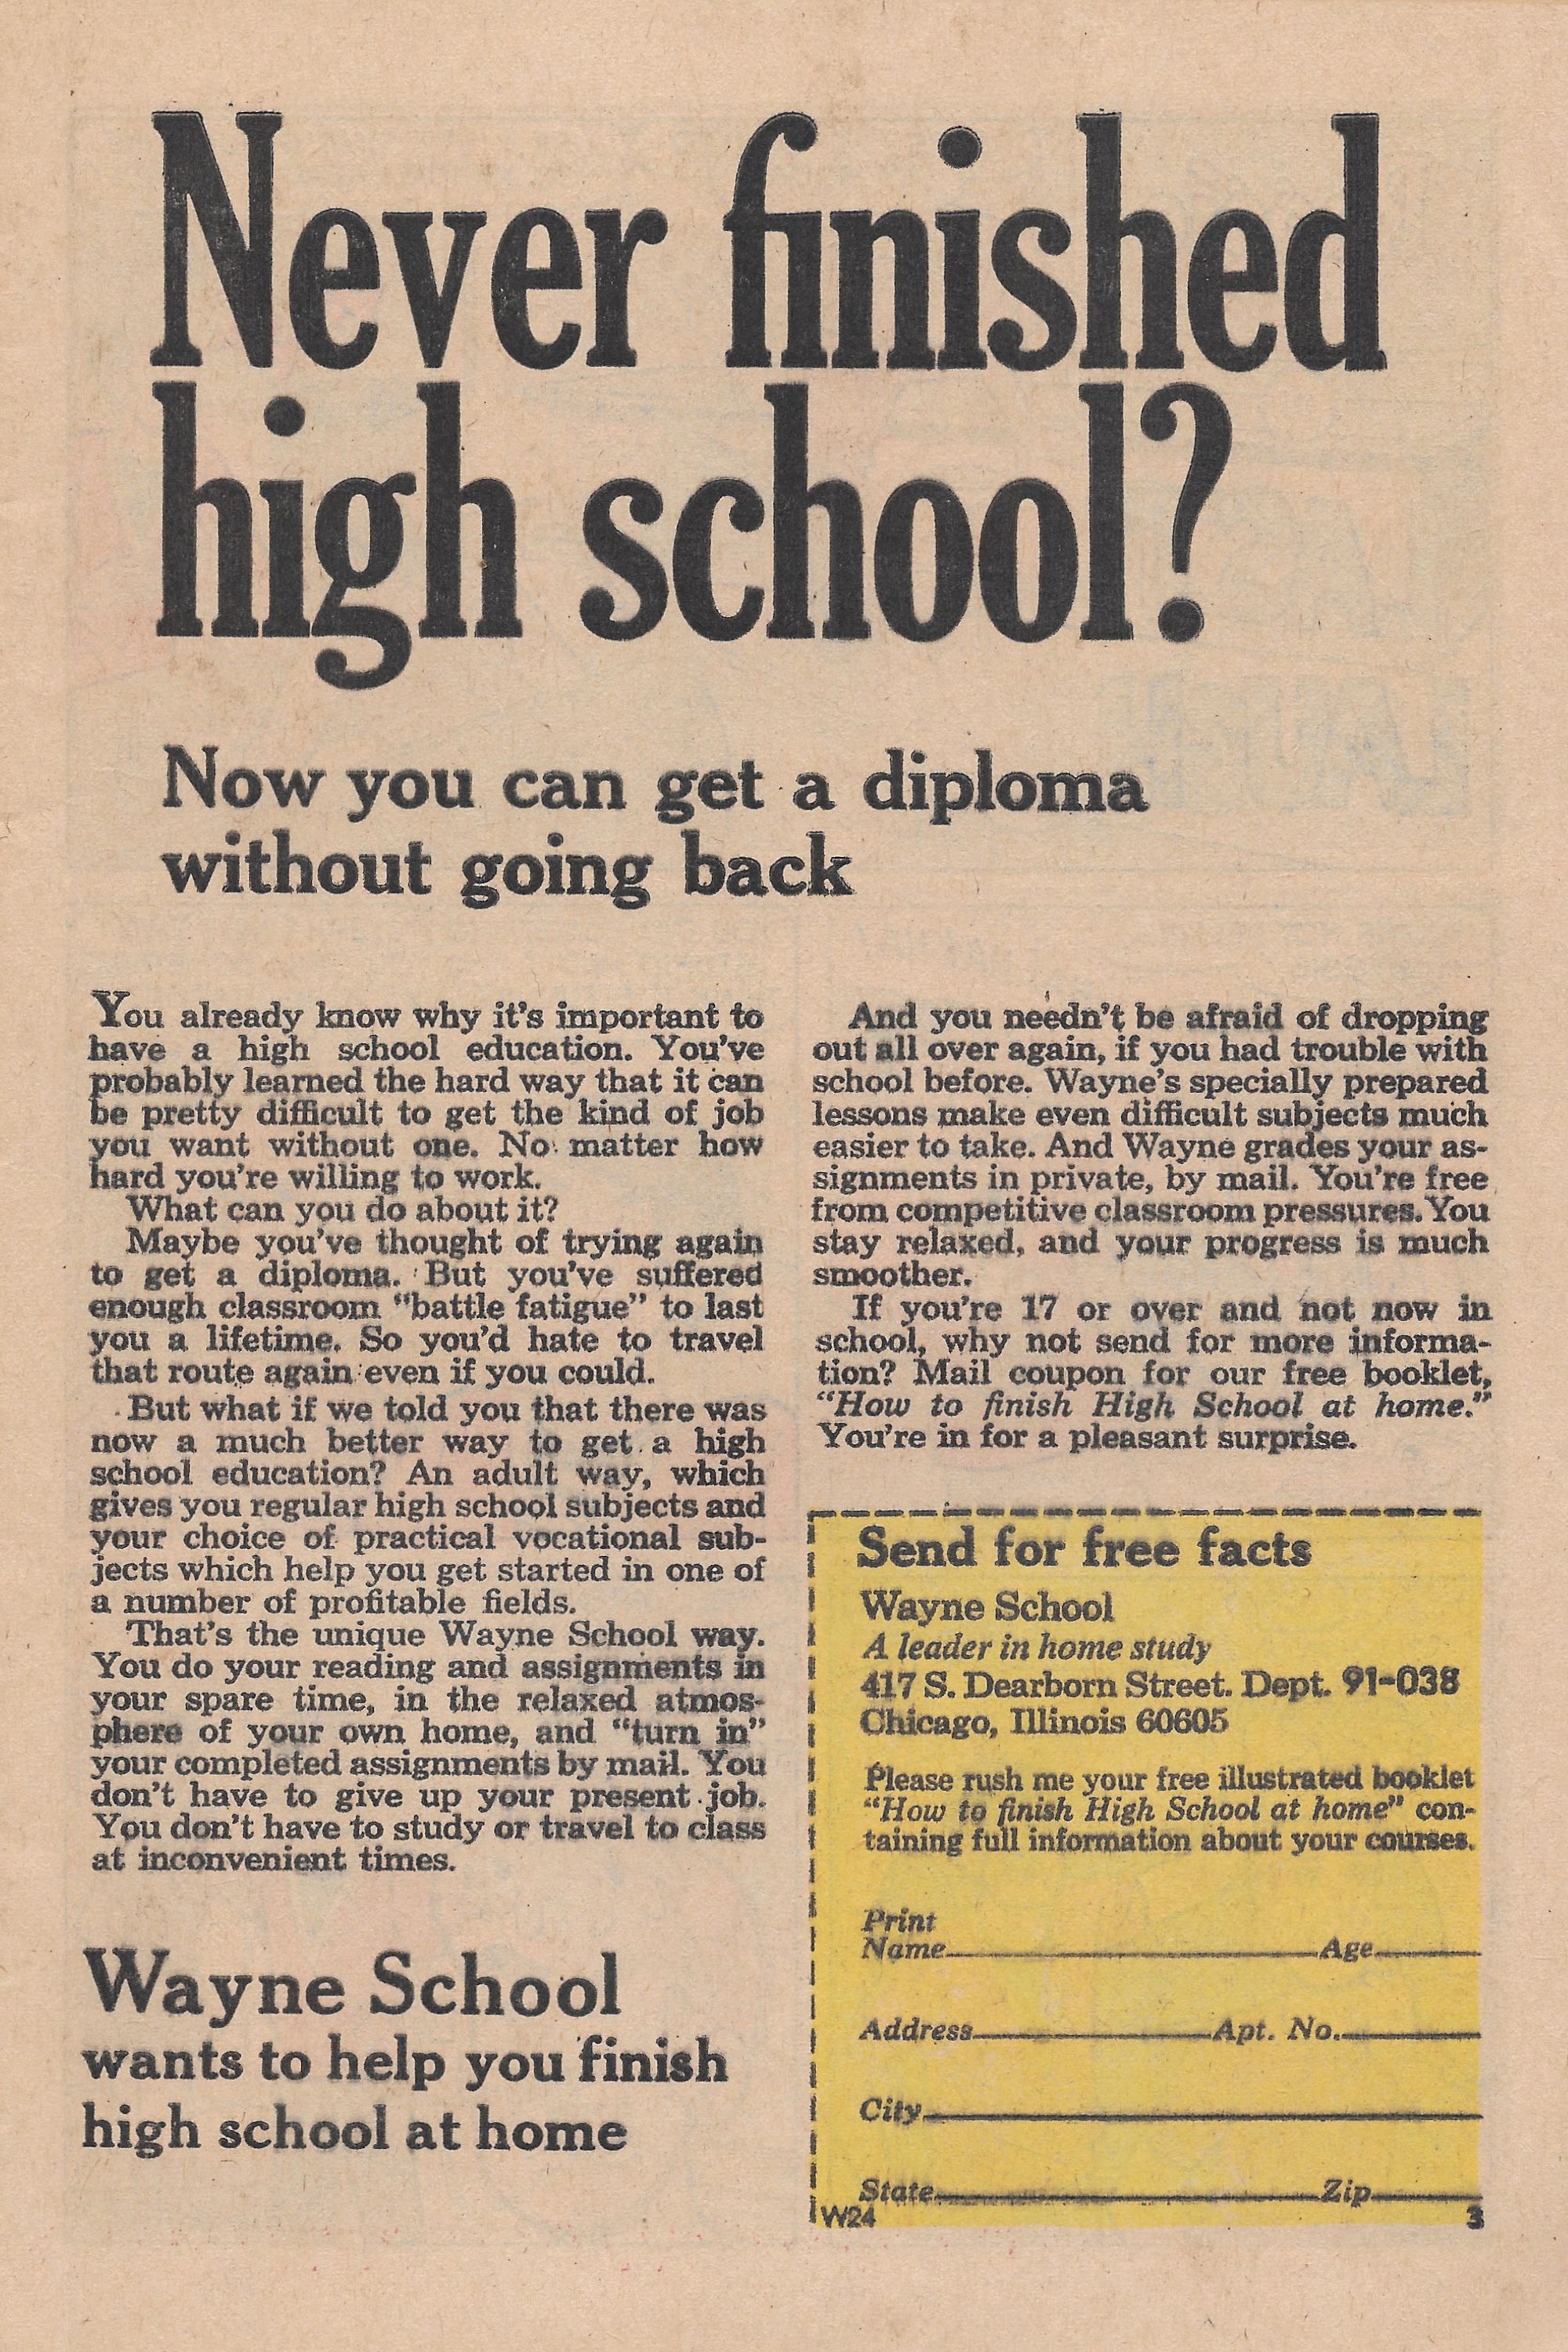 Never finished
high school?
Now you can get a diploma
without going back
You already know why it's important to
have a high school education. You've
probably learned the hard way that it can
be pretty difficult to get the kind of job
you want without one. No matter how
hard you're willing to work.
What can you do about it?
Maybe you've thought of trying again
to get a diploma. But you've suffered
enough classroom "battle fatigue" to last
you a lifetime. So you'd hate to travel
that route again even if you could.
But what if we told you that there was
now a much better way to get a high
school education? An adult way, which
gives you regular high school subjects and
your choice of practical vocational sub-
jects which help you get started in one of
a number of profitable fields.
That's the unique Wayne School way.
You do your reading and assignments in
your spare time, in the relaxed atmos-
phere of your own home, and "turn in"
your completed assignments by mail. You
don't have to give up your present job.
You don't have to study or travel to class
at inconvenient times.
Wayne School
wants to help you finish
high school at home
And you needn't be afraid of dropping
out all over again, if you had trouble with
school before. Wayne's specially prepared
lessons make even difficult subjects much
easier to take. And Wayne grades your as-
signments in private, by mail. You're free
from competitive classroom pressures. You
stay relaxed, and your progress is much
smoother.
If you're 17 or over and not now in
school, why not send for more informa-
tion? Mail coupon for our free booklet,
"How to finish High School at home."
You're in for a pleasant surprise.
Send for free facts
Wayne School
A leader in home study
417 S. Dearborn Street. Dept. 91-038
Chicago, Illinois 60605
Please rush me your free illustrated booklet
"How to finish High School at home" con-
taining full information about your courses.
Print
Name Age
Address Apt. No.
City
State Zip
W24 3